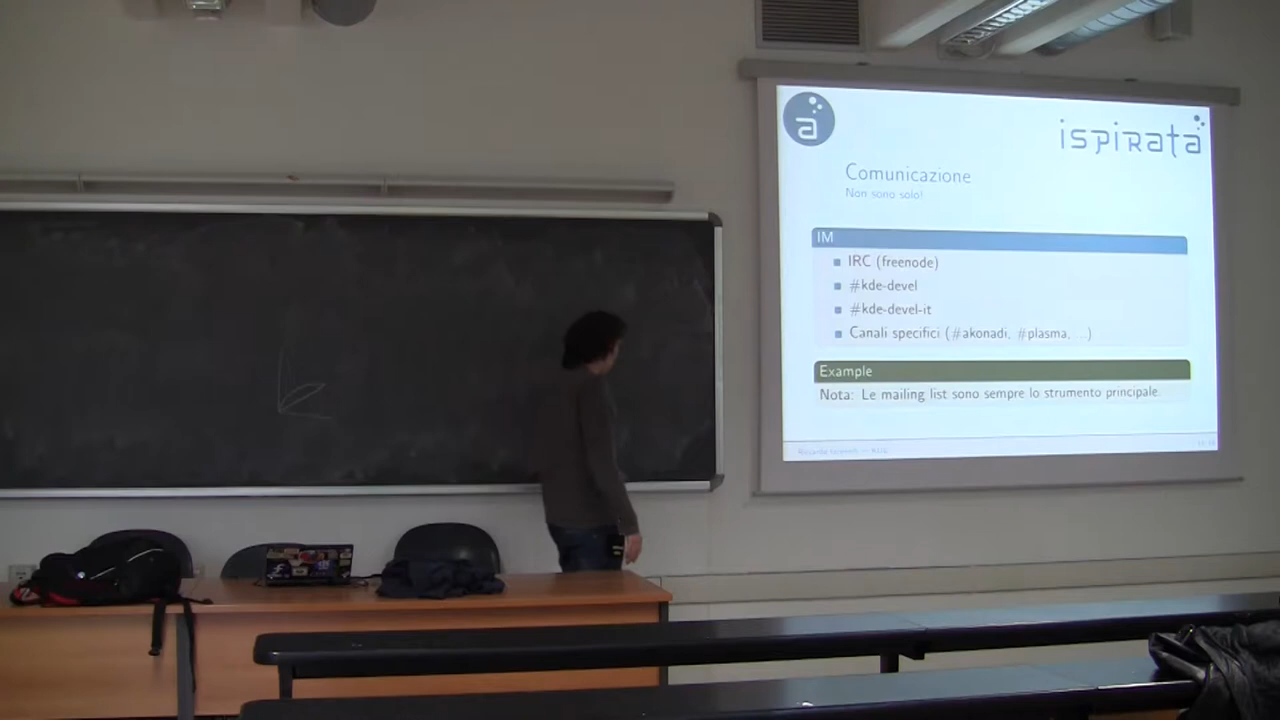 a
ispirata
Comunicazione
Non sono solo!
IM
IRC (freenode)
#kde-devel
#kde-devel-it
Canali specifici (#akonadi, #plasma, ...)
Example
Nota: Le mailing list sono sempre lo strumento principale.